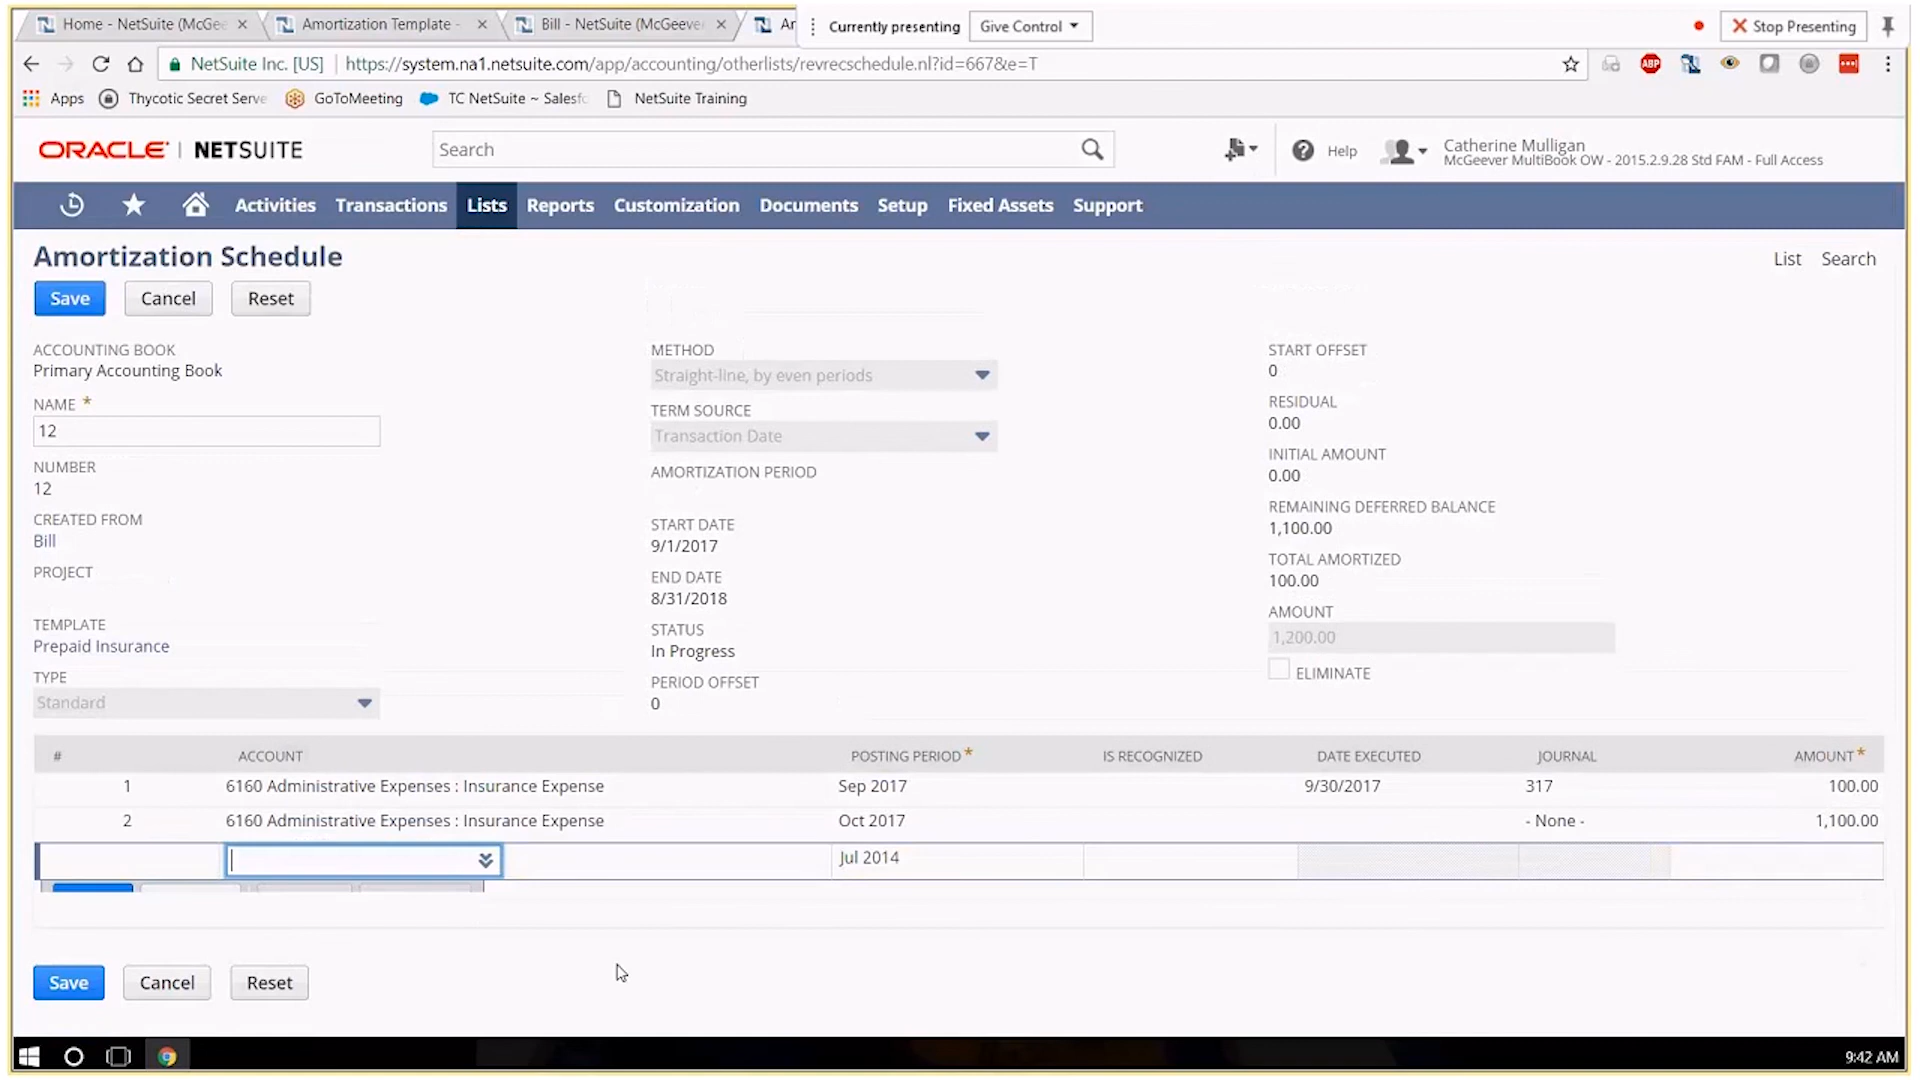 Home - NetSuite (McGee
Amortization Template -
Bill - NetSuite (McGeever
Ar
Currently presenting
Give Control
Stop Presenting
NetSuite Inc. [US]
https://system.na1.netsuite.com/app/accounting/otherlists/revrecschedule.nl?id=667&e=T
ABP
Apps
Thycotic Secret Serve
GoToMeeting
TC NetSuite ~ Salesfo
NetSuite Training
ORACLE | NETSUITE
Search
Help
Catherine Mulligan
McGeever MultiBook OW - 2015.2.9.28 Std FAM - Full Access
Activities
Transactions
Lists
Reports
Customization
Documents
Setup
Fixed Assets
Support
Amortization Schedule
List
Search
Save
Cancel
Reset
ACCOUNTING BOOK
Primary Accounting Book
NAME *
12
NUMBER
12
CREATED FROM
Bill
PROJECT
TEMPLATE
Prepaid Insurance
TYPE
Standard
METHOD
Straight-line, by even periods
TERM SOURCE
Transaction Date
AMORTIZATION PERIOD
START DATE
9/1/2017
END DATE
8/31/2018
STATUS
In Progress
PERIOD OFFSET
0
START OFFSET
0
RESIDUAL
0.00
INITIAL AMOUNT
0.00
REMAINING DEFERRED BALANCE
1,100.00
TOTAL AMORTIZED
100.00
AMOUNT
1,200.00
ELIMINATE
# ACCOUNT POSTING PERIOD * IS RECOGNIZED DATE EXECUTED JOURNAL AMOUNT *
1 6160 Administrative Expenses : Insurance Expense Sep 2017 9/30/2017 317 100.00
2 6160 Administrative Expenses : Insurance Expense Oct 2017 - None - 1,100.00
Jul 2014
Save
Cancel
Reset
9:42 AM